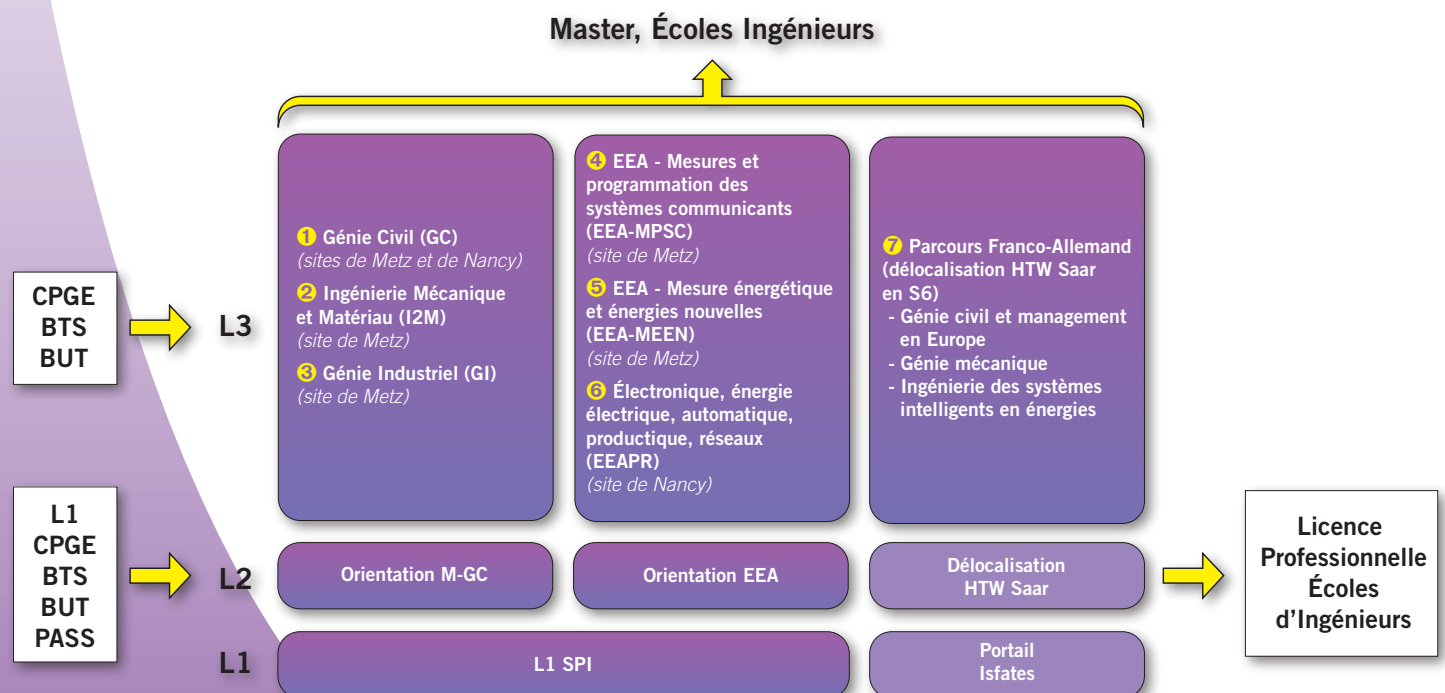 Master, Écoles Ingénieurs
CPGE
BTS
BUT
L3
❶ Génie Civil (GC)
(sites de Metz et de Nancy)
❷ Ingénierie Mécanique
et Matériau (I2M)
(site de Metz)
❸ Génie Industriel (GI)
(site de Metz)
❹ EEA - Mesures et
programmation des
systèmes communicants
(EEA-MPSC)
(site de Metz)
❺ EEA - Mesure énergétique
et énergies nouvelles
(EEA-MEEN)
(site de Metz)
❻ Électronique, énergie
électrique, automatique,
productique, réseaux
(EEAPR)
(site de Nancy)
❼ Parcours Franco-Allemand
(délocalisation HTW Saar
en S6)
- Génie civil et management
en Europe
- Génie mécanique
- Ingénierie des systèmes
intelligents en énergies
L1
CPGE
BTS
BUT
PASS
L2
Orientation M-GC
Orientation EEA
Délocalisation
HTW Saar
Licence
Professionnelle
Écoles
d'Ingénieurs
L1
L1 SPI
Portail
Isfates